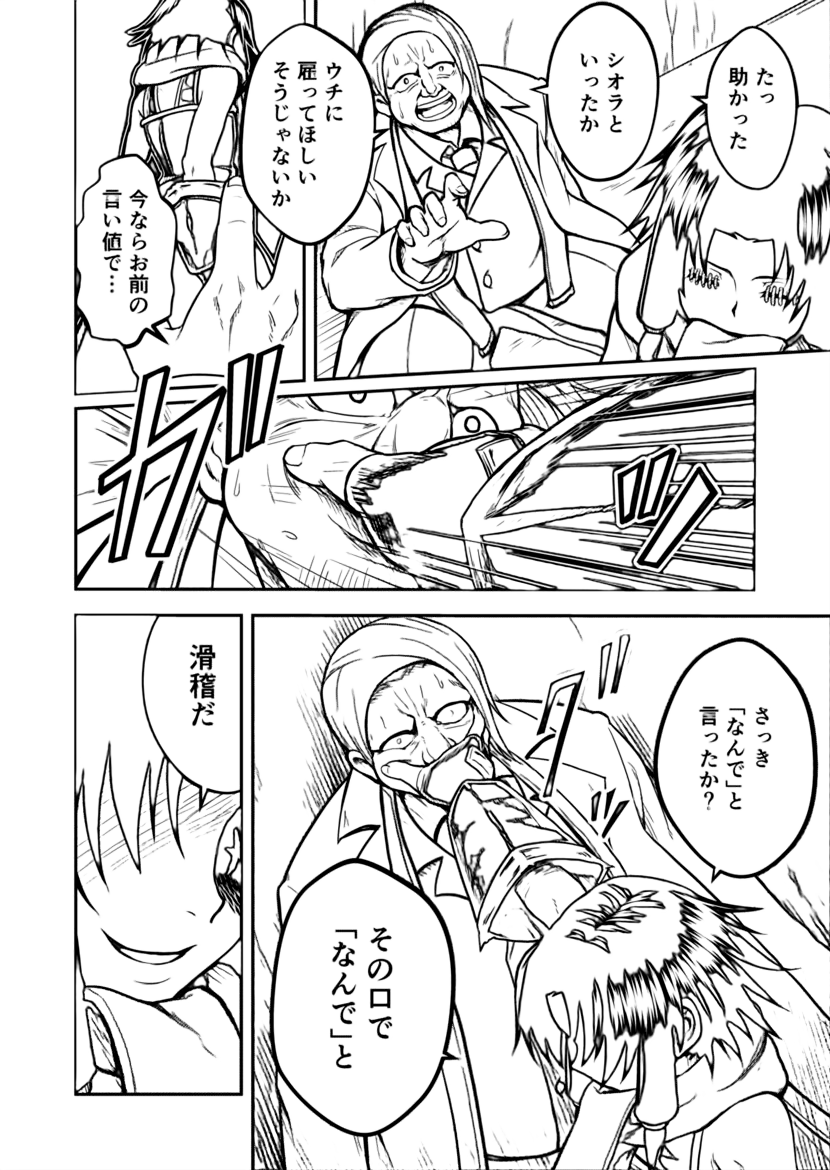 たっ
助かった
シオラと
いったか
ウチに
雇ってほしい
そうじゃないか
今ならお前の
言い値で…
ガッ
さっき
「なんで」と
言ったか?
その口で
「なんで」と
滑稽だ